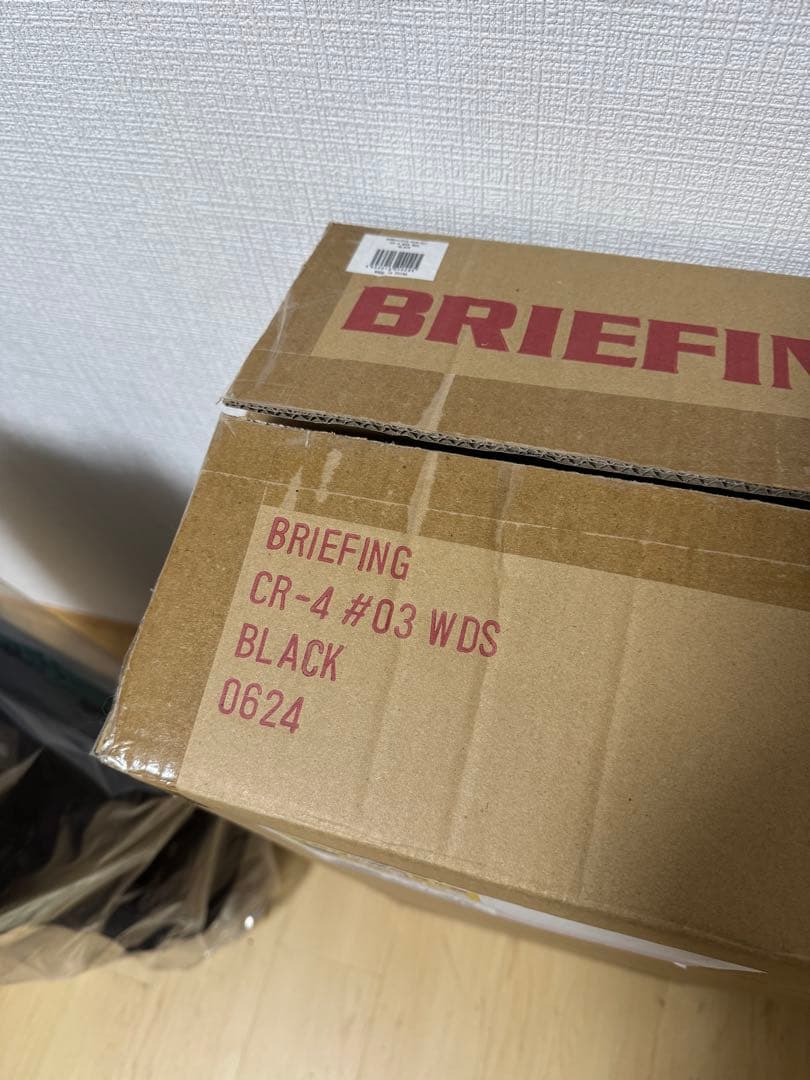 BRIEFIN
BRIEFING
CR-4 #03 WDS
BLACK
0624